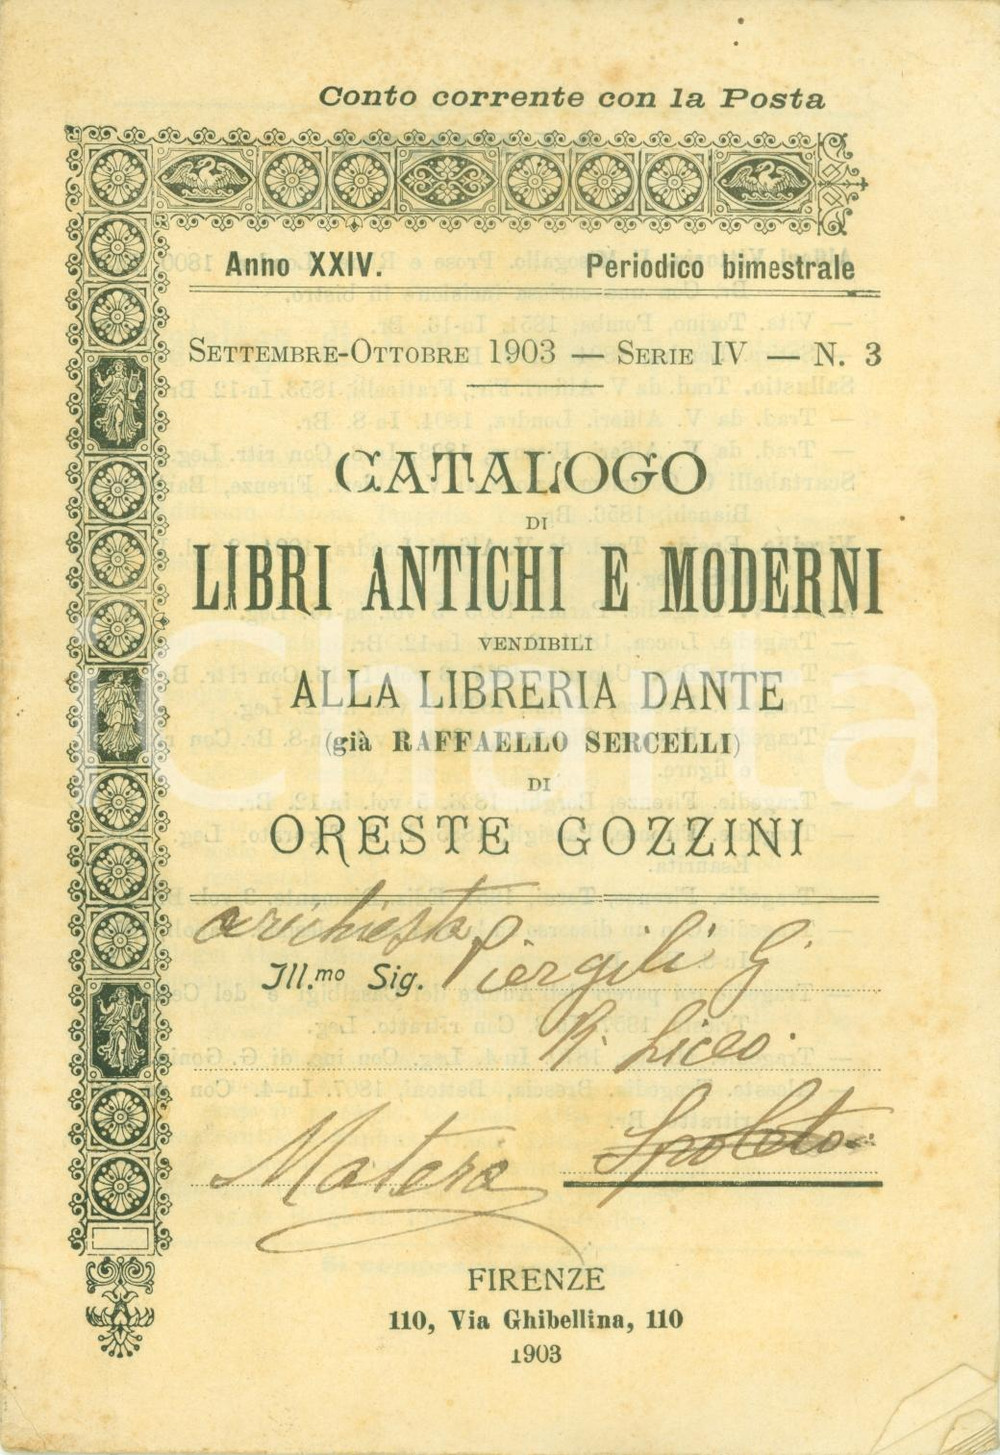 Conto corrente con la Posta
Anno XXIV. Periodico bimestrale
SETTEMBRE-OTTOBRE 1903 — SERIE IV — N. 3
CATALOGO
DI
LIBRI ANTICHI E MODERNI
VENDIBILI
ALLA LIBRERIA DANTE
(già RAFFAELLO SERCELLI)
DI
ORESTE GOZZINI
a richiesta
Ill.mo Sig. Piergili G.
R. Liceo.
Matera Spoleto
FIRENZE
110, Via Ghibellina, 110
1903